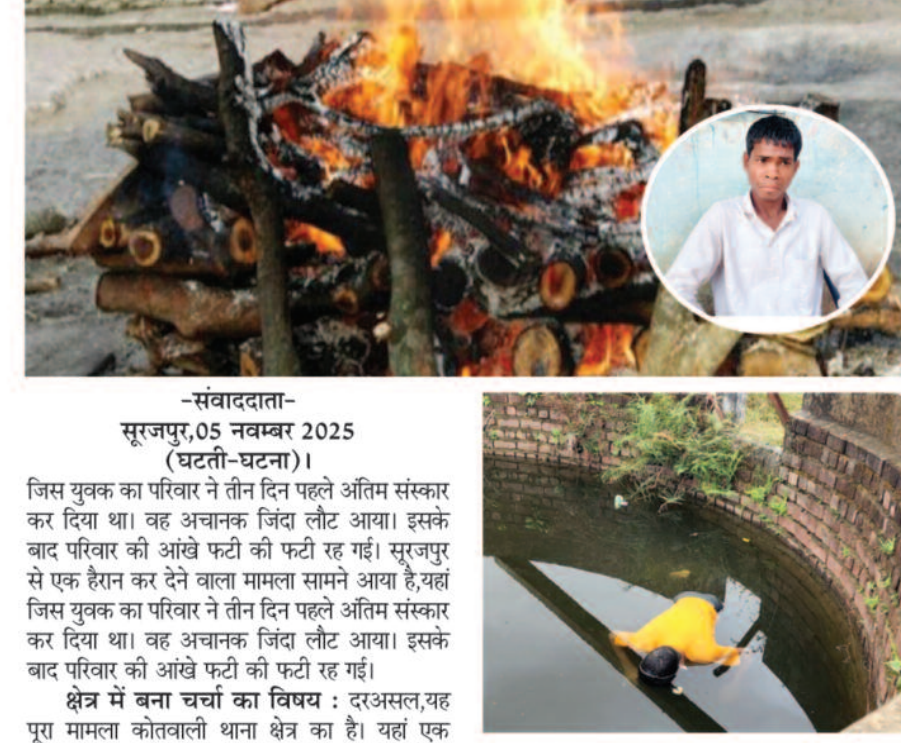 -संवाददाता-
सूरजपुर,05 नवम्बर 2025
(घटती-घटना)।
जिस युवक का परिवार ने तीन दिन पहले अंतिम संस्कार
कर दिया था। वह अचानक जिंदा लौट आया। इसके
बाद परिवार की आंखे फटी की फटी रह गई। सूरजपुर
से एक हैरान कर देने वाला मामला सामने आया है,यहां
जिस युवक का परिवार ने तीन दिन पहले अंतिम संस्कार
कर दिया था। वह अचानक जिंदा लौट आया। इसके
बाद परिवार की आंखे फटी की फटी रह गई।
क्षेत्र में बना चर्चा का विषय : दरअसल,यह
पूरा मामला कोतवाली थाना क्षेत्र का है। यहां एक